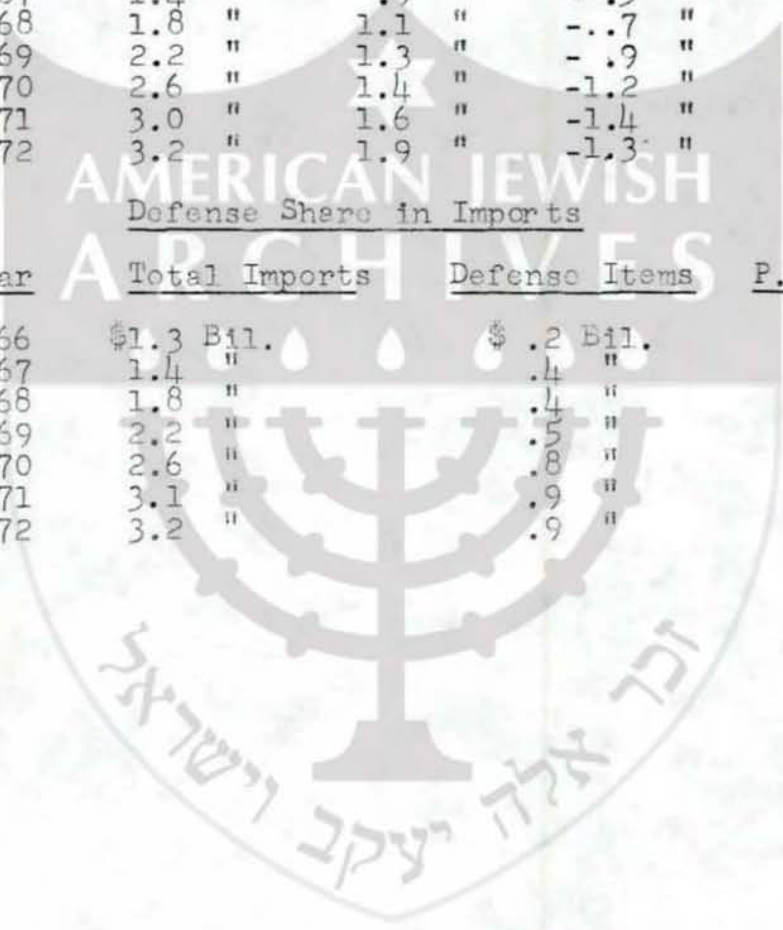 68 1.8 " 1.1 " -..7 "
69 2.2 " 1.3 " - .9 "
70 2.6 " 1.4 " -1.2 "
71 3.0 " 1.6 " -1.4 "
72 3.2 " 1.9 " -1.3 "
AMERICAN JEWISH
Defense Share in Imports
ARCHIVES
ar Total Imports Defense Items P.
66 $1.3 Bil. $ .2 Bil.
67 1.4 " .4 "
68 1.8 " .4 "
69 2.2 " .5 "
70 2.6 " .8 "
71 3.1 " .9 "
72 3.2 " .9 "
זכר אלה יעקב וישראל